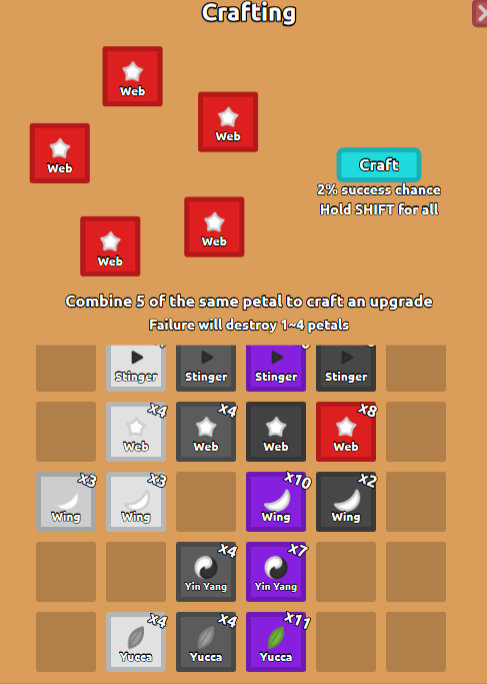 Crafting
Web
Web
Web
Web
Web
Craft
2% success chance
Hold SHIFT for all
Combine 5 of the same petal to craft an upgrade
Failure will destroy 1~4 petals
Stinger Stinger Stinger Stinger
x4 x4 x8
Web Web Web Web
x3 x3 x10 x2
Wing Wing Wing Wing
x4 x7
Yin Yang Yin Yang
x4 x4 x11
Yucca Yucca Yucca